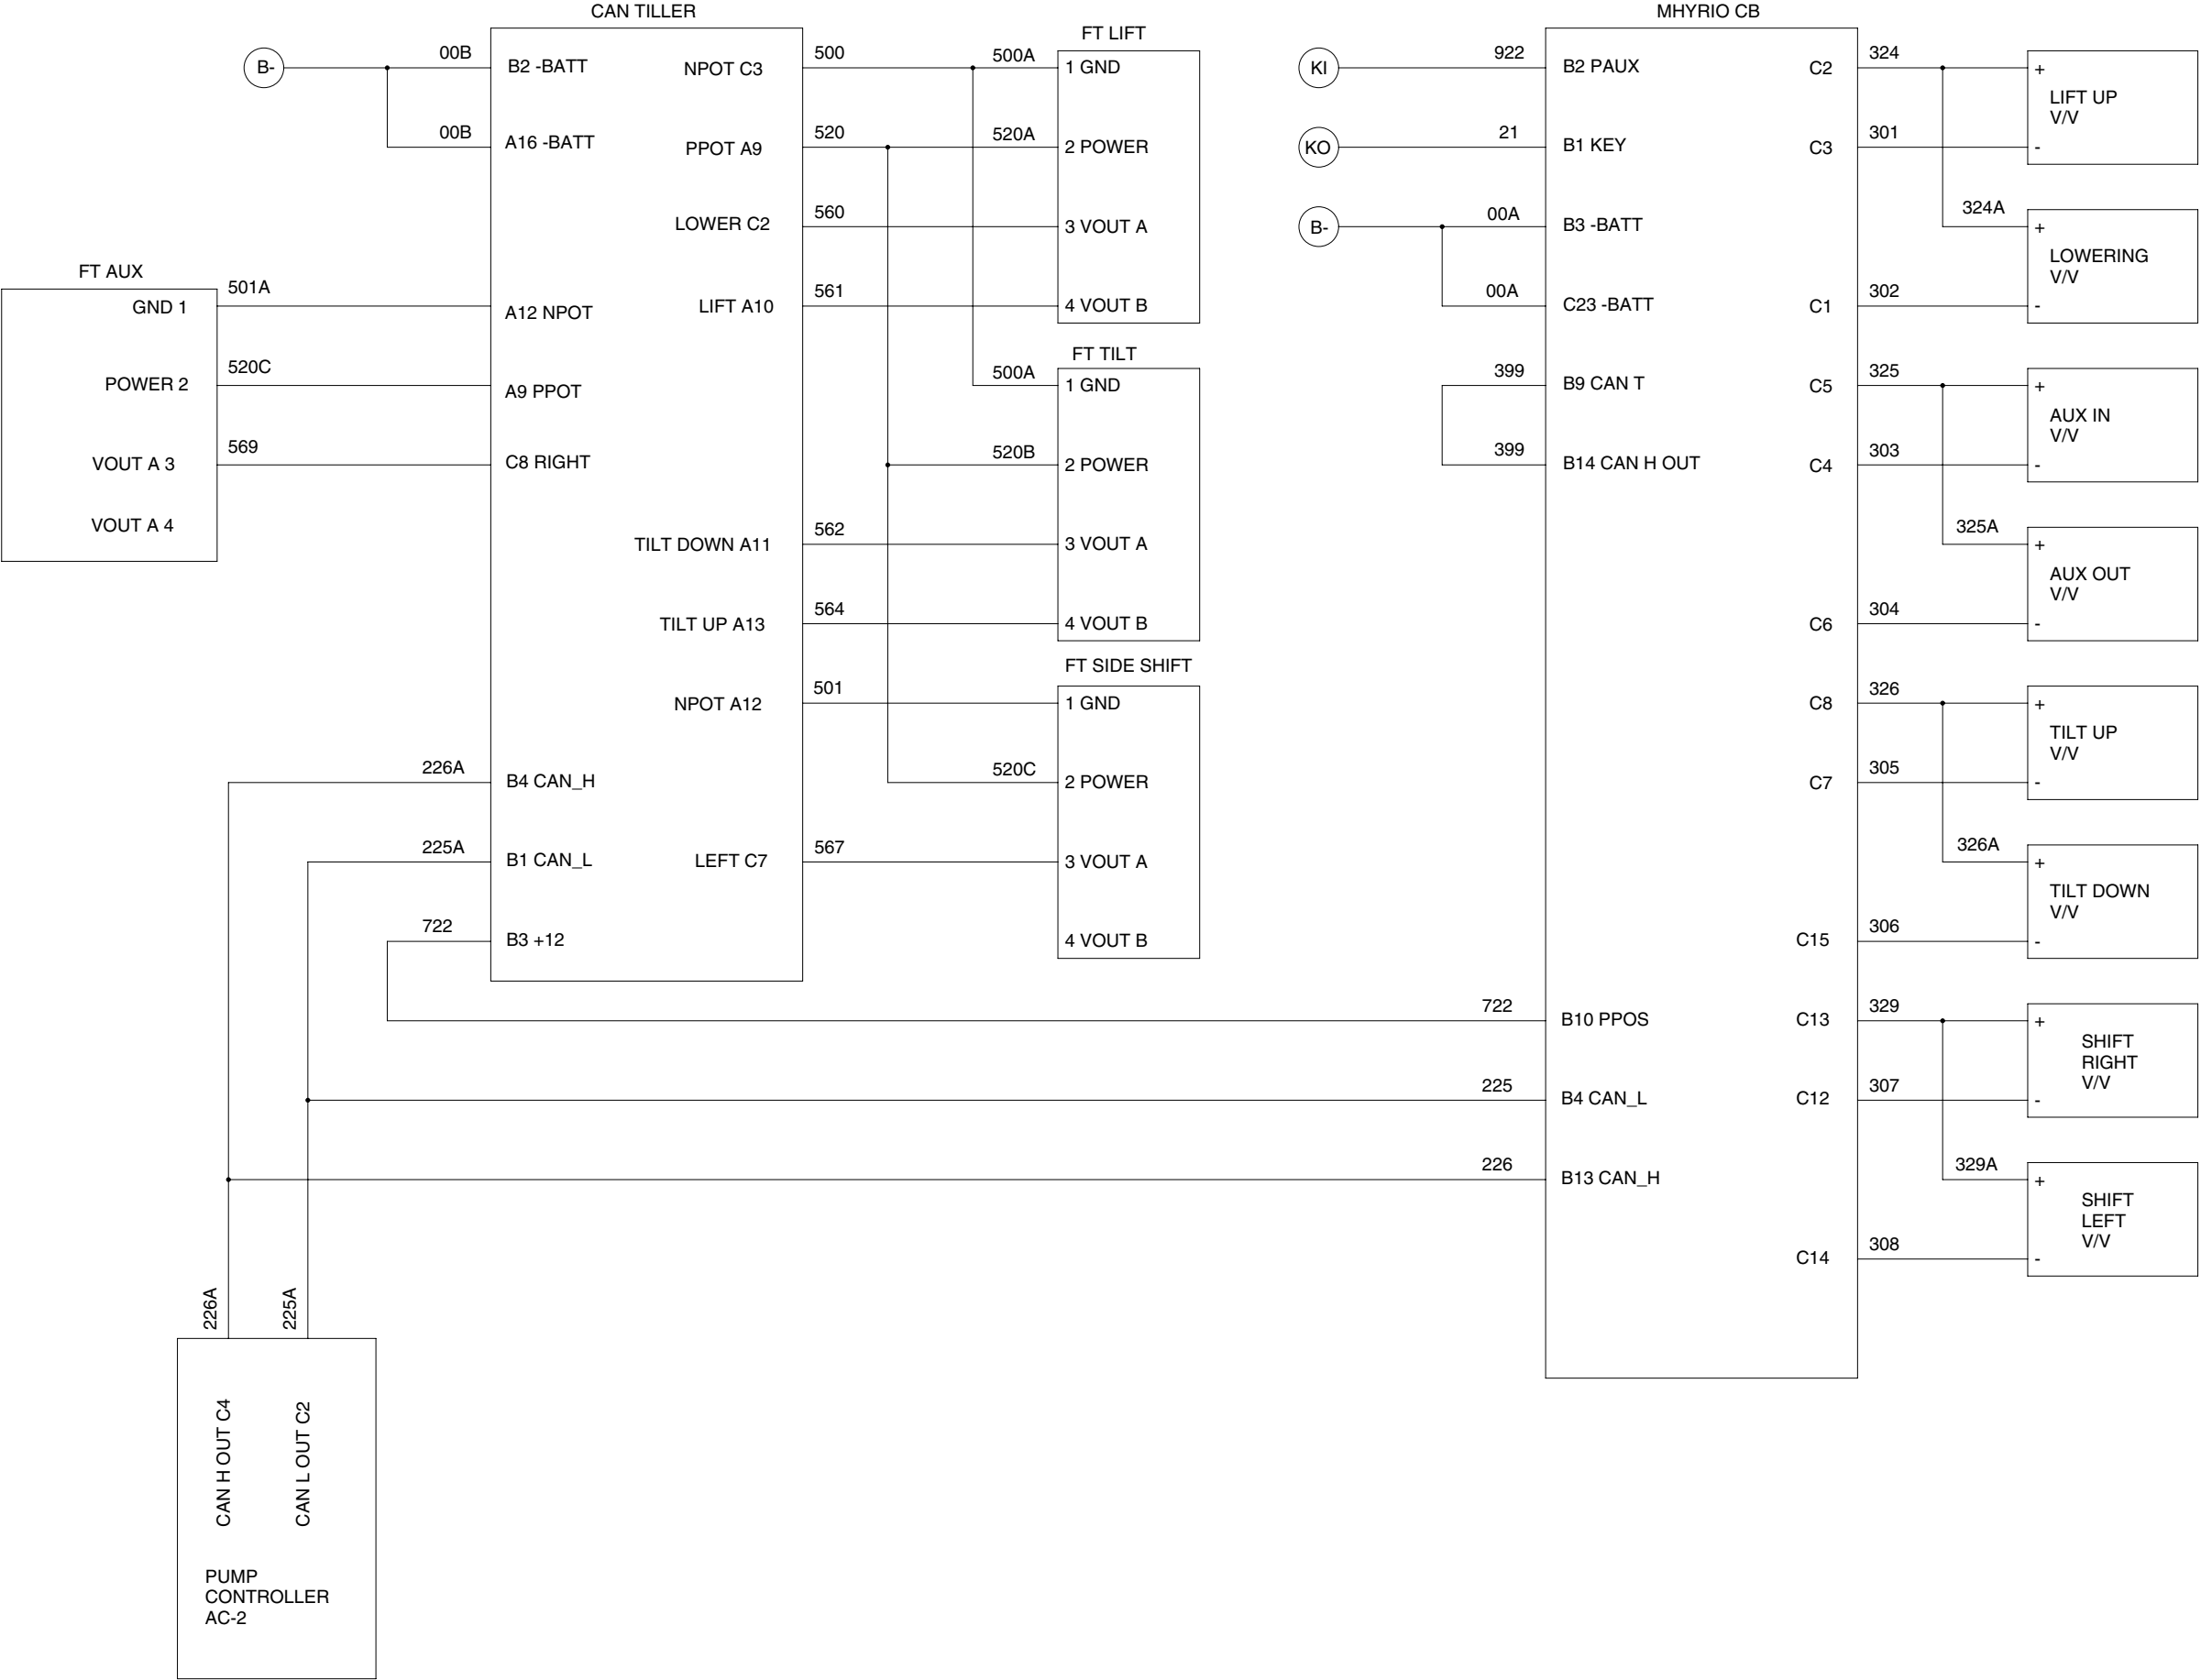 CAN TILLER
MHYRIO CB
B-
00B
B2 -BATT
00B
A16 -BATT
FT AUX
GND 1
501A
A12 NPOT
POWER 2
520C
A9 PPOT
VOUT A 3
569
C8 RIGHT
VOUT A 4
226A
B4 CAN_H
225A
B1 CAN_L
722
B3 +12
NPOT C3
500
PPOT A9
520
LOWER C2
560
LIFT A10
561
TILT DOWN A11
562
TILT UP A13
564
NPOT A12
501
LEFT C7
567
FT LIFT
500A
1 GND
520A
2 POWER
3 VOUT A
4 VOUT B
FT TILT
500A
1 GND
520B
2 POWER
3 VOUT A
4 VOUT B
FT SIDE SHIFT
1 GND
520C
2 POWER
3 VOUT A
4 VOUT B
KI
922
B2 PAUX
KO
21
B1 KEY
B-
00A
B3 -BATT
00A
C23 -BATT
399
B9 CAN T
399
B14 CAN H OUT
722
B10 PPOS
225
B4 CAN_L
226
B13 CAN_H
C2
324
+
LIFT UP
V/V
C3
301
-
324A
+
LOWERING
V/V
C1
302
-
C5
325
+
AUX IN
V/V
C4
303
-
325A
+
AUX OUT
V/V
C6
304
-
C8
326
+
TILT UP
V/V
C7
305
-
326A
+
TILT DOWN
V/V
C15
306
-
C13
329
+
SHIFT
RIGHT
V/V
C12
307
-
329A
+
SHIFT
LEFT
V/V
C14
308
-
226A
225A
CAN H OUT C4
CAN L OUT C2
PUMP
CONTROLLER
AC-2